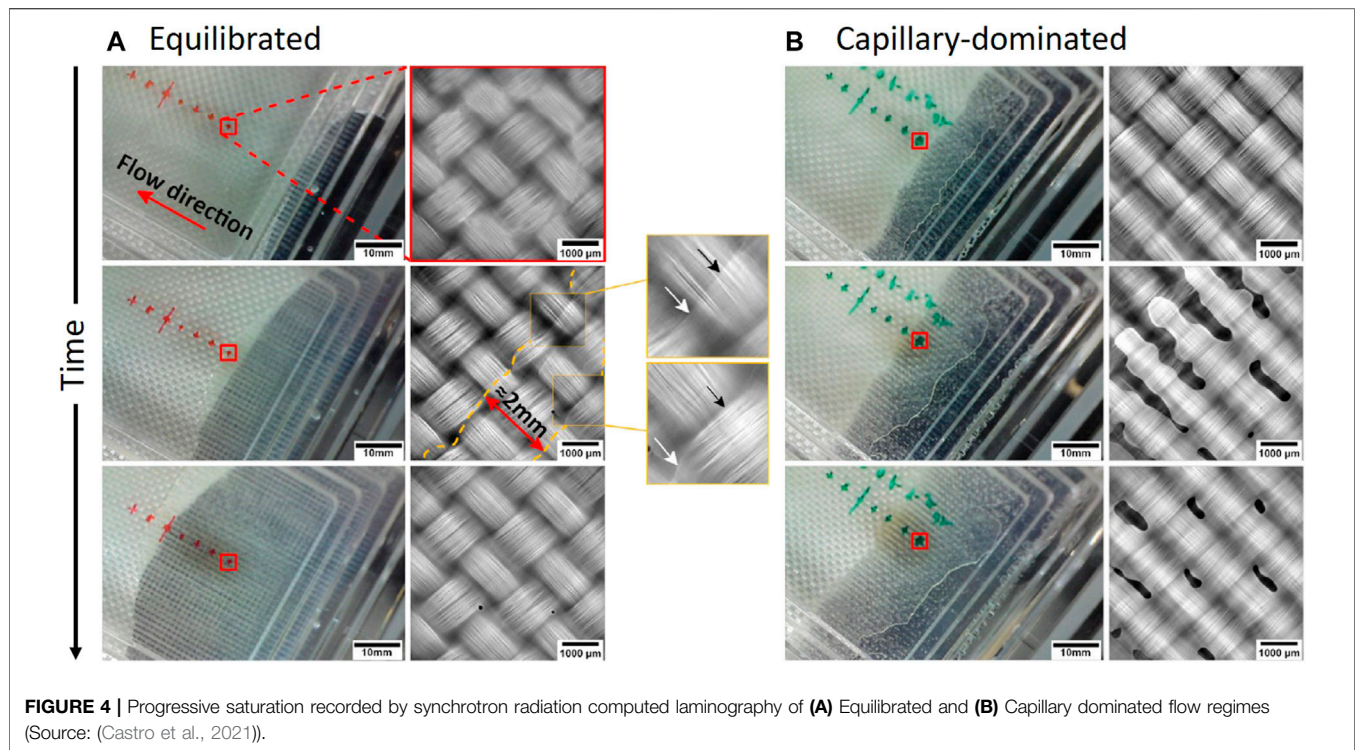 A Equilibrated
B Capillary-dominated
Time
Flow direction
10mm
1000 µm
10mm
1000 µm
10mm
≈2mm
1000 µm
10mm
1000 µm
10mm
1000 µm
10mm
1000 µm
FIGURE 4 | Progressive saturation recorded by synchrotron radiation computed laminography of (A) Equilibrated and (B) Capillary dominated flow regimes
(Source: (Castro et al., 2021)).